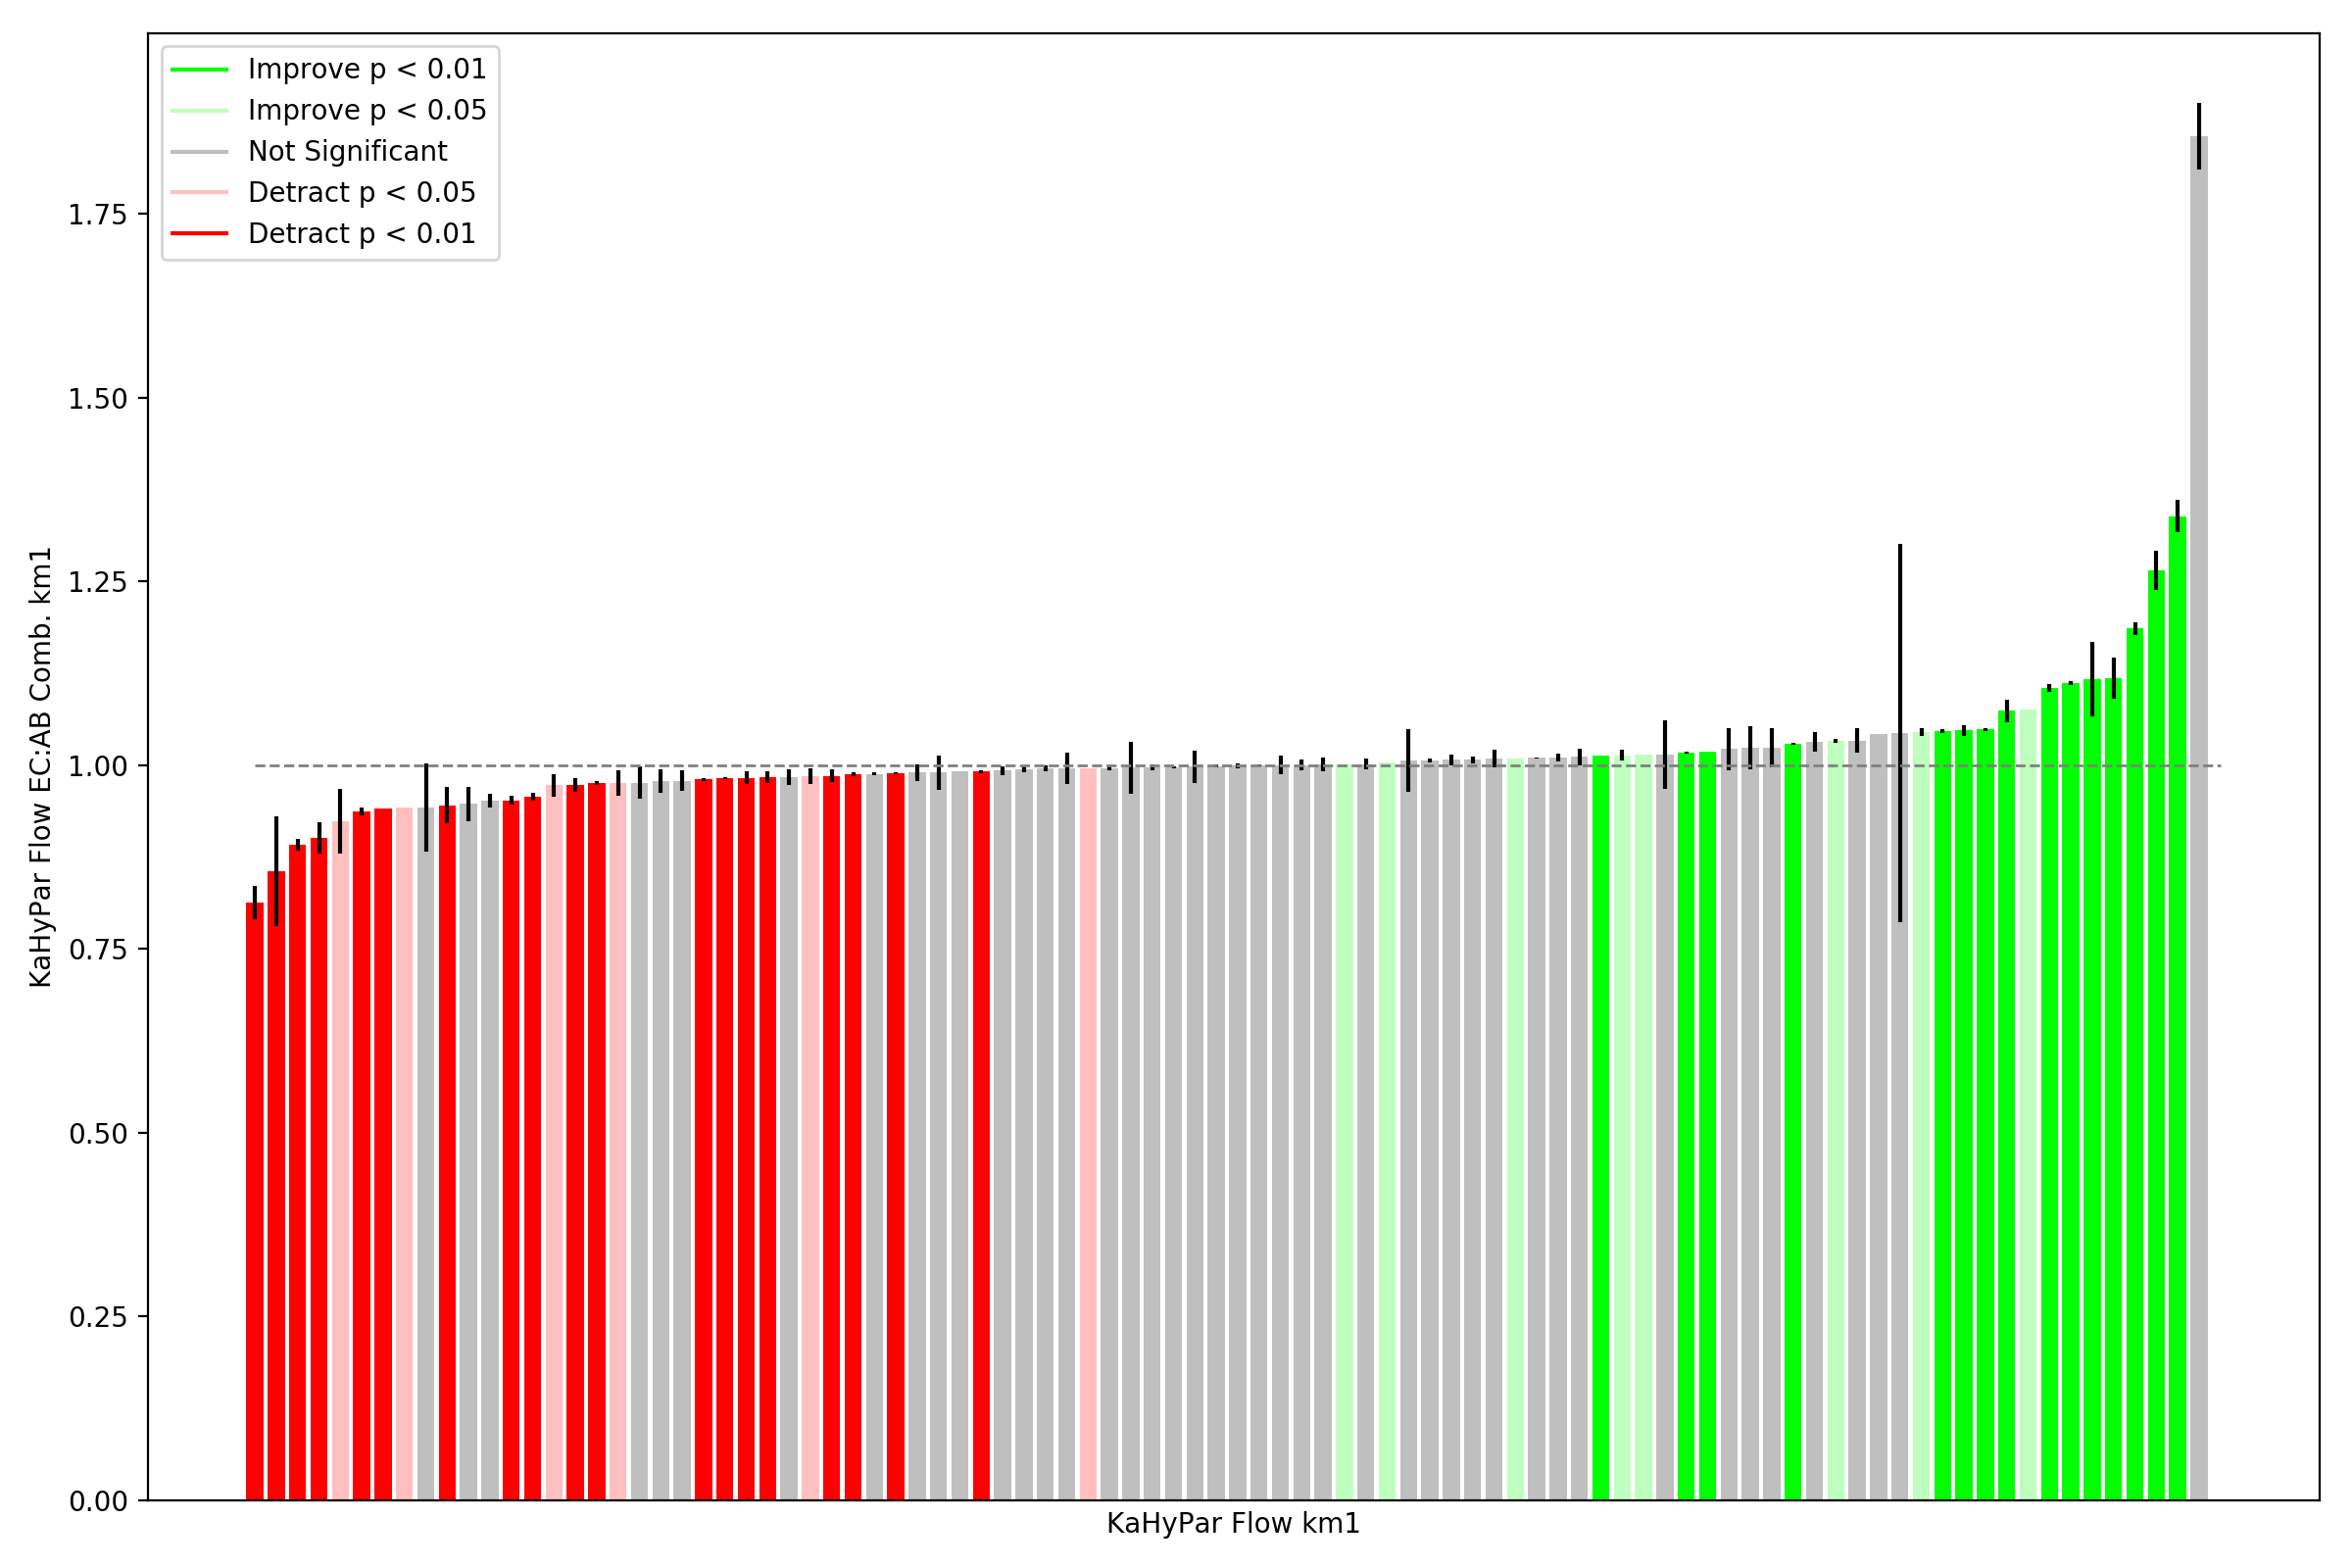 Improve p < 0.01
Improve p < 0.05
Not Significant
Detract p < 0.05
Detract p < 0.01
1.75
1.50
1.25
1.00
0.75
0.50
0.25
0.00
KaHyPar Flow EC:AB Comb. km1
KaHyPar Flow km1